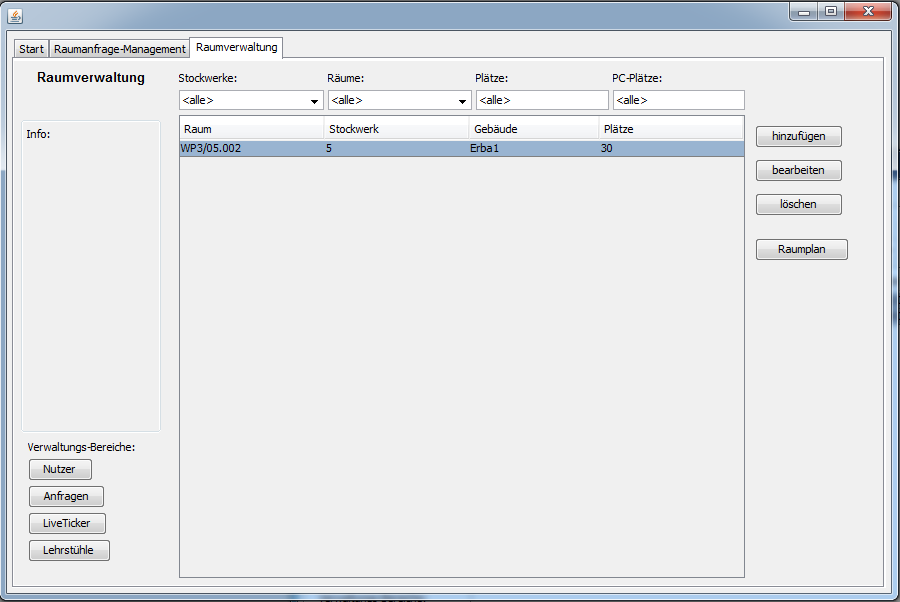 Start Raumanfrage-Management Raumverwaltung
Raumverwaltung
Stockwerke: Räume: Plätze: PC-Plätze:
<alle> <alle> <alle> <alle>
Info:
Raum Stockwerk Gebäude Plätze
WP3/05.002 5 Erba1 30
hinzufügen
bearbeiten
löschen
Raumplan
Verwaltungs-Bereiche:
Nutzer
Anfragen
LiveTicker
Lehrstühle